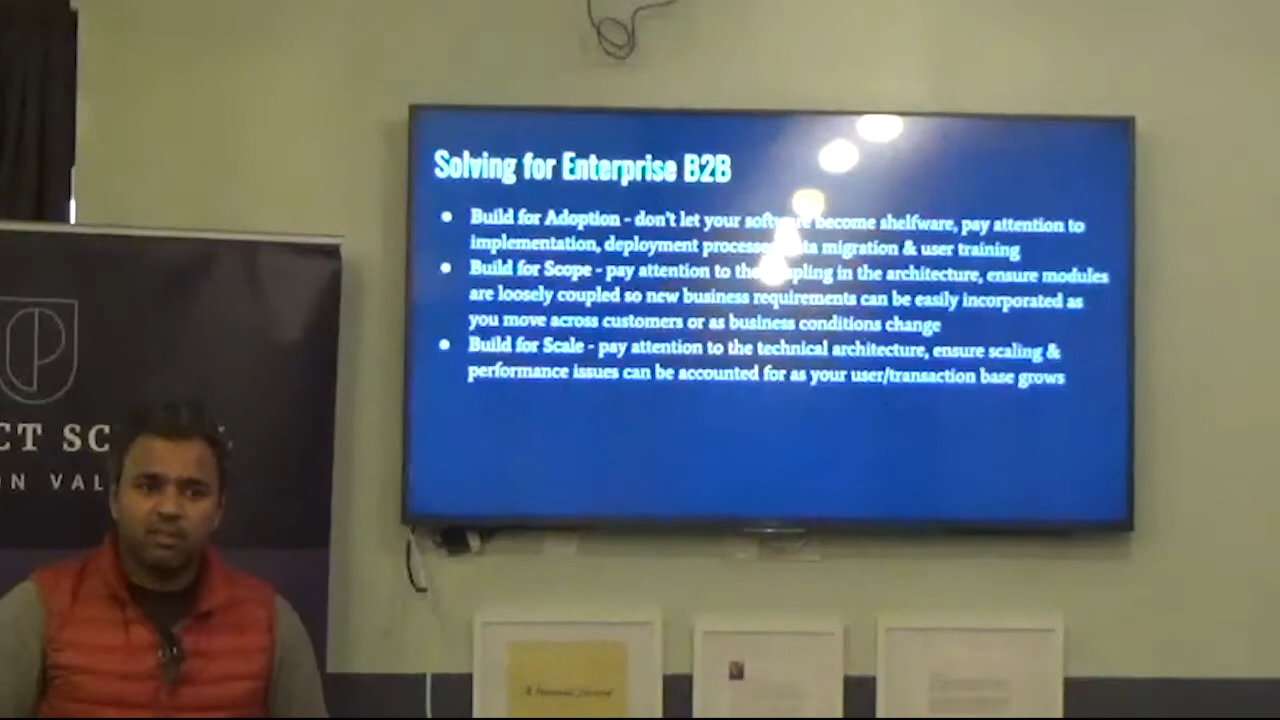 Solving for Enterprise B2B
● Build for Adoption - don't let your software become shelfware, pay attention to
implementation, deployment processes, data migration & user training
● Build for Scope - pay attention to the coupling in the architecture, ensure modules
are loosely coupled so new business requirements can be easily incorporated as
you move across customers or as business conditions change
● Build for Scale - pay attention to the technical architecture, ensure scaling &
performance issues can be accounted for as your user/transaction base grows
CT SC
N VAL